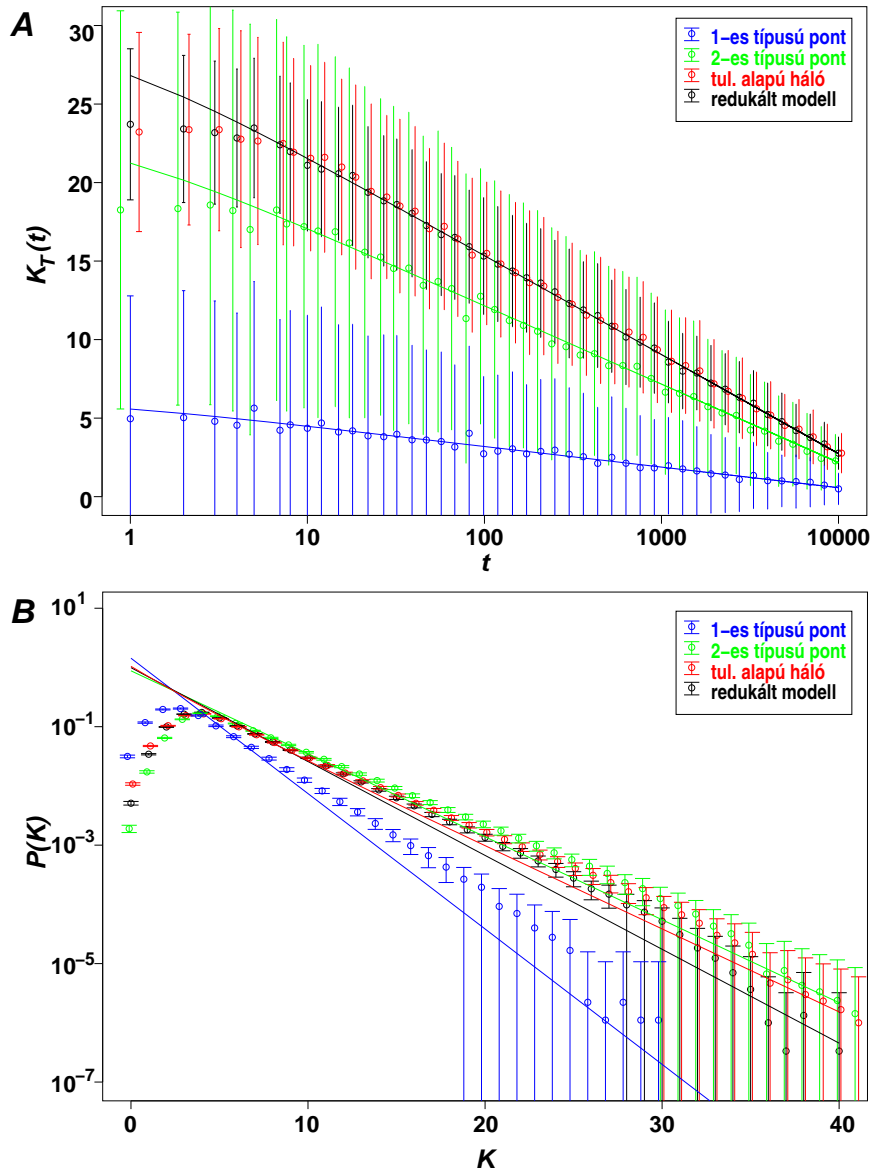 A
30
25
20
15
10
5
0
K_T(t)
1
10
100
1000
10000
t
1−es típusú pont
2−es típusú pont
tul. alapú háló
redukált modell
B
10^1
10^−1
10^−3
10^−5
10^−7
P(K)
0
10
20
30
40
K
1−es típusú pont
2−es típusú pont
tul. alapú háló
redukált modell